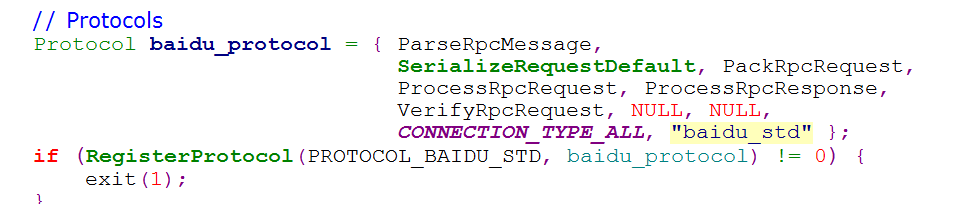 // Protocols
Protocol baidu_protocol = { ParseRpcMessage,
SerializeRequestDefault, PackRpcRequest,
ProcessRpcRequest, ProcessRpcResponse,
VerifyRpcRequest, NULL, NULL,
CONNECTION_TYPE_ALL, "baidu_std" };
if (RegisterProtocol(PROTOCOL_BAIDU_STD, baidu_protocol) != 0) {
exit(1);
}